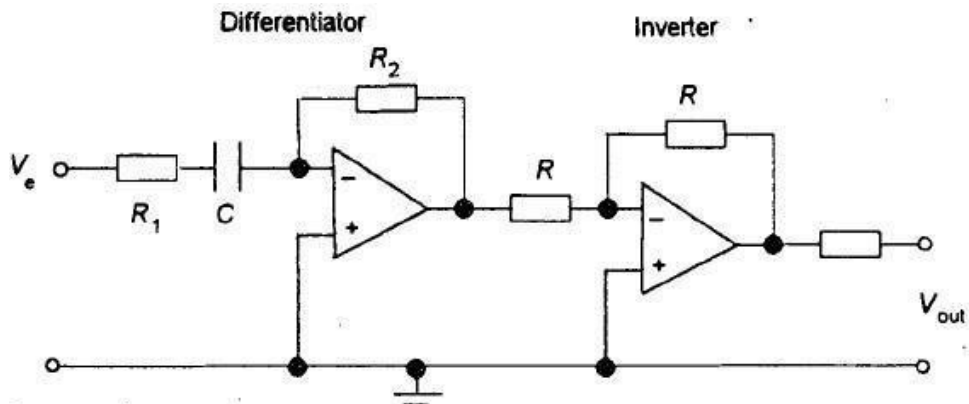 Differentiator
Inverter
R2
R
Ve
R1
C
R
−
+
−
+
Vout